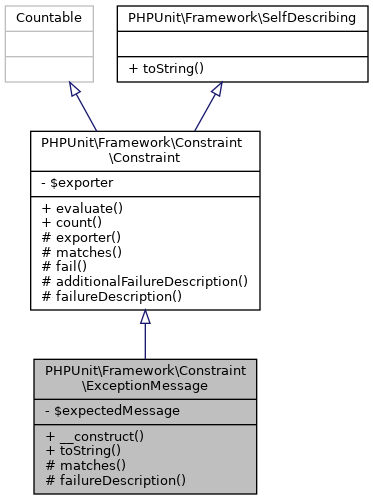 Countable
PHPUnit\Framework\SelfDescribing
+ toString()
PHPUnit\Framework\Constraint
\Constraint
- $exporter
+ evaluate()
+ count()
# exporter()
# matches()
# fail()
# additionalFailureDescription()
# failureDescription()
PHPUnit\Framework\Constraint
\ExceptionMessage
- $expectedMessage
+ __construct()
+ toString()
# matches()
# failureDescription()